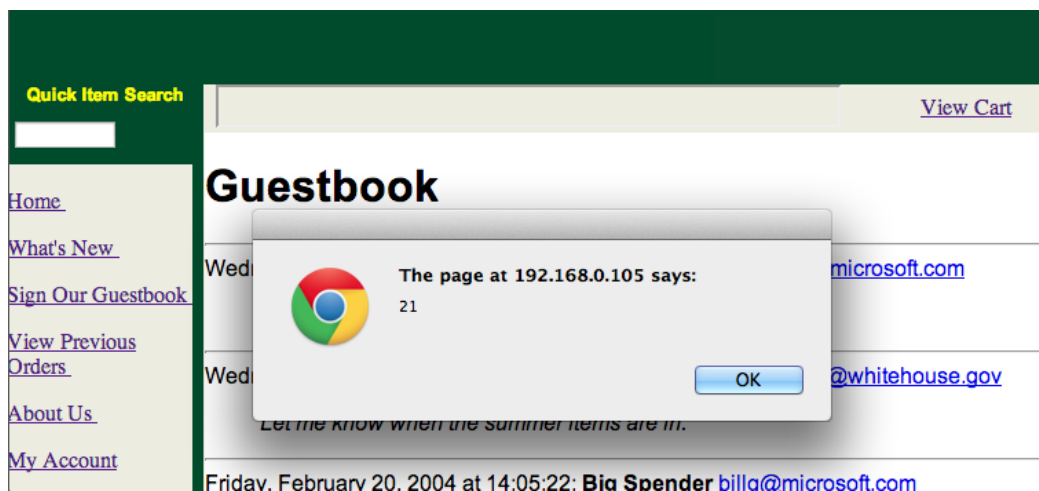 Quick Item Search
View Cart
Guestbook
Home
What's New
Sign Our Guestbook
View Previous
Orders
About Us
My Account
The page at 192.168.0.105 says:
21
OK
microsoft.com
@whitehouse.gov
Let me know when the summer items are in.
Friday, February 20, 2004 at 14:05:22: Big Spender billg@microsoft.com